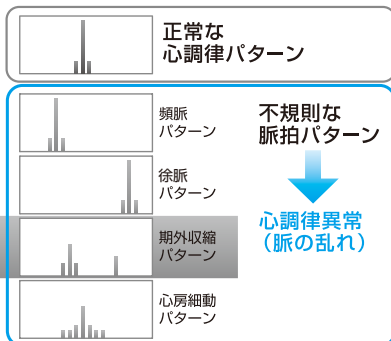 正常な
心調律パターン
頻脈
パターン
不規則な
脈拍パターン
徐脈
パターン
心調律異常
（脈の乱れ）
期外収縮
パターン
心房細動
パターン